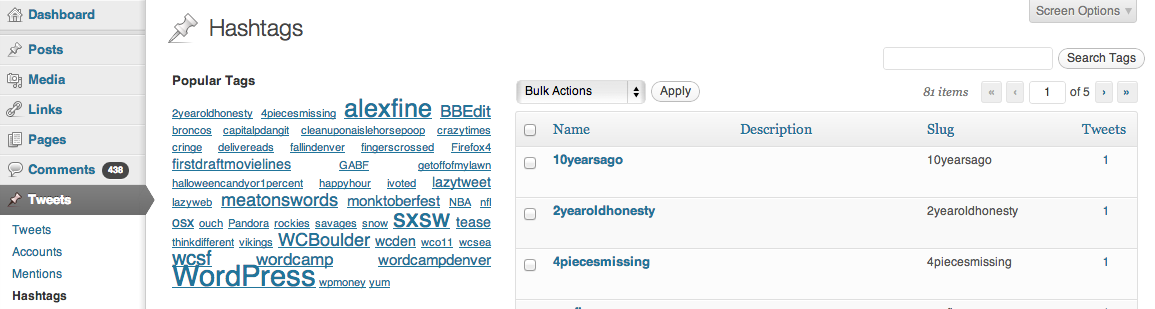 Dashboard
Posts
Media
Links
Pages
Comments 438
Tweets
Tweets
Accounts
Mentions
Hashtags
Hashtags
Screen Options
Search Tags
Popular Tags
2yearoldhonesty 4piecesmissing alexfine BBEdit
broncos capitalpdangit cleanuponaislehorsepoop crazytimes
cringe delivereads fallindenver fingerscrossed Firefox4
firstdraftmovielines GABF getoffofmylawn
halloweencandyor1percent happyhour ivoted lazytweet
lazyweb meatonswords monktoberfest NBA nfl
osx ouch Pandora rockies savages snow sxsw tease
thinkdifferent vikings WCBoulder wcden wco11 wcsea
wcsf wordcamp wordcampdenver
WordPress wpmoney yum
Bulk Actions Apply
81 items « ‹ 1 of 5 › »
Name Description Slug Tweets
10yearsago 10yearsago 1
2yearoldhonesty 2yearoldhonesty 1
4piecesmissing 4piecesmissing 1